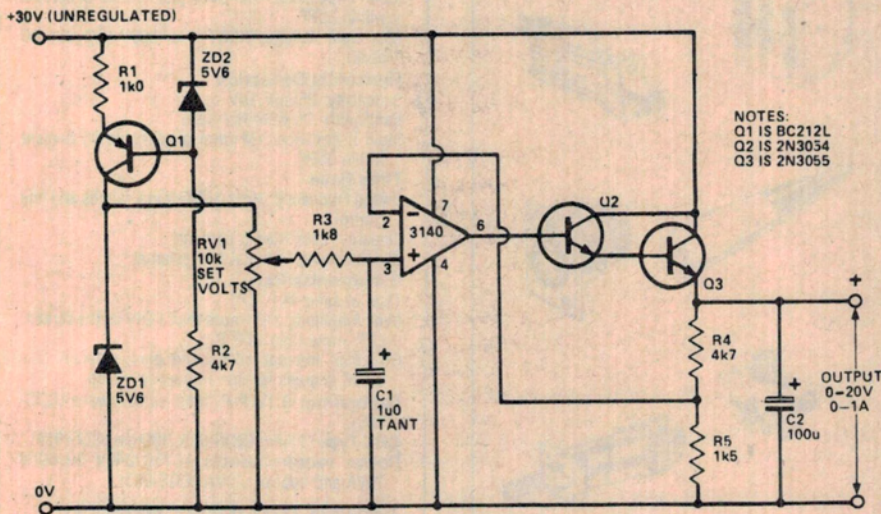 +30V (UNREGULATED)
R1
1k0
ZD2
5V6
Q1
NOTES:
Q1 IS BC212L
Q2 IS 2N3054
Q3 IS 2N3055
RV1
10k
SET
VOLTS
R3
1k8
2
-
7
3140
6
+
3
4
Q2
Q3
+
R2
4k7
ZD1
5V6
+
C1
1u0
TANT
R4
4k7
R5
1k5
+
C2
100u
OUTPUT
0-20V
0-1A
0V